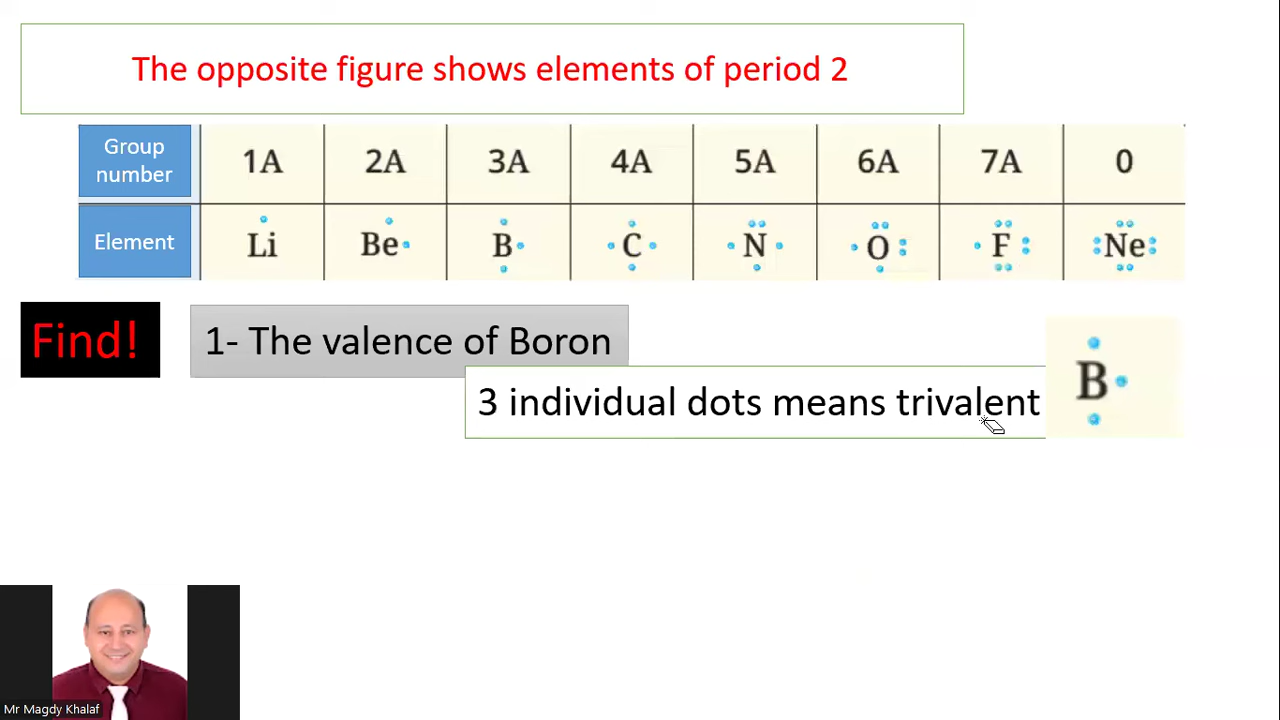 The opposite figure shows elements of period 2
Group number 1A 2A 3A 4A 5A 6A 7A 0
Element Li Be B C N O F Ne
Find! 1- The valence of Boron
3 individual dots means trivalent B
Mr Magdy Khalaf